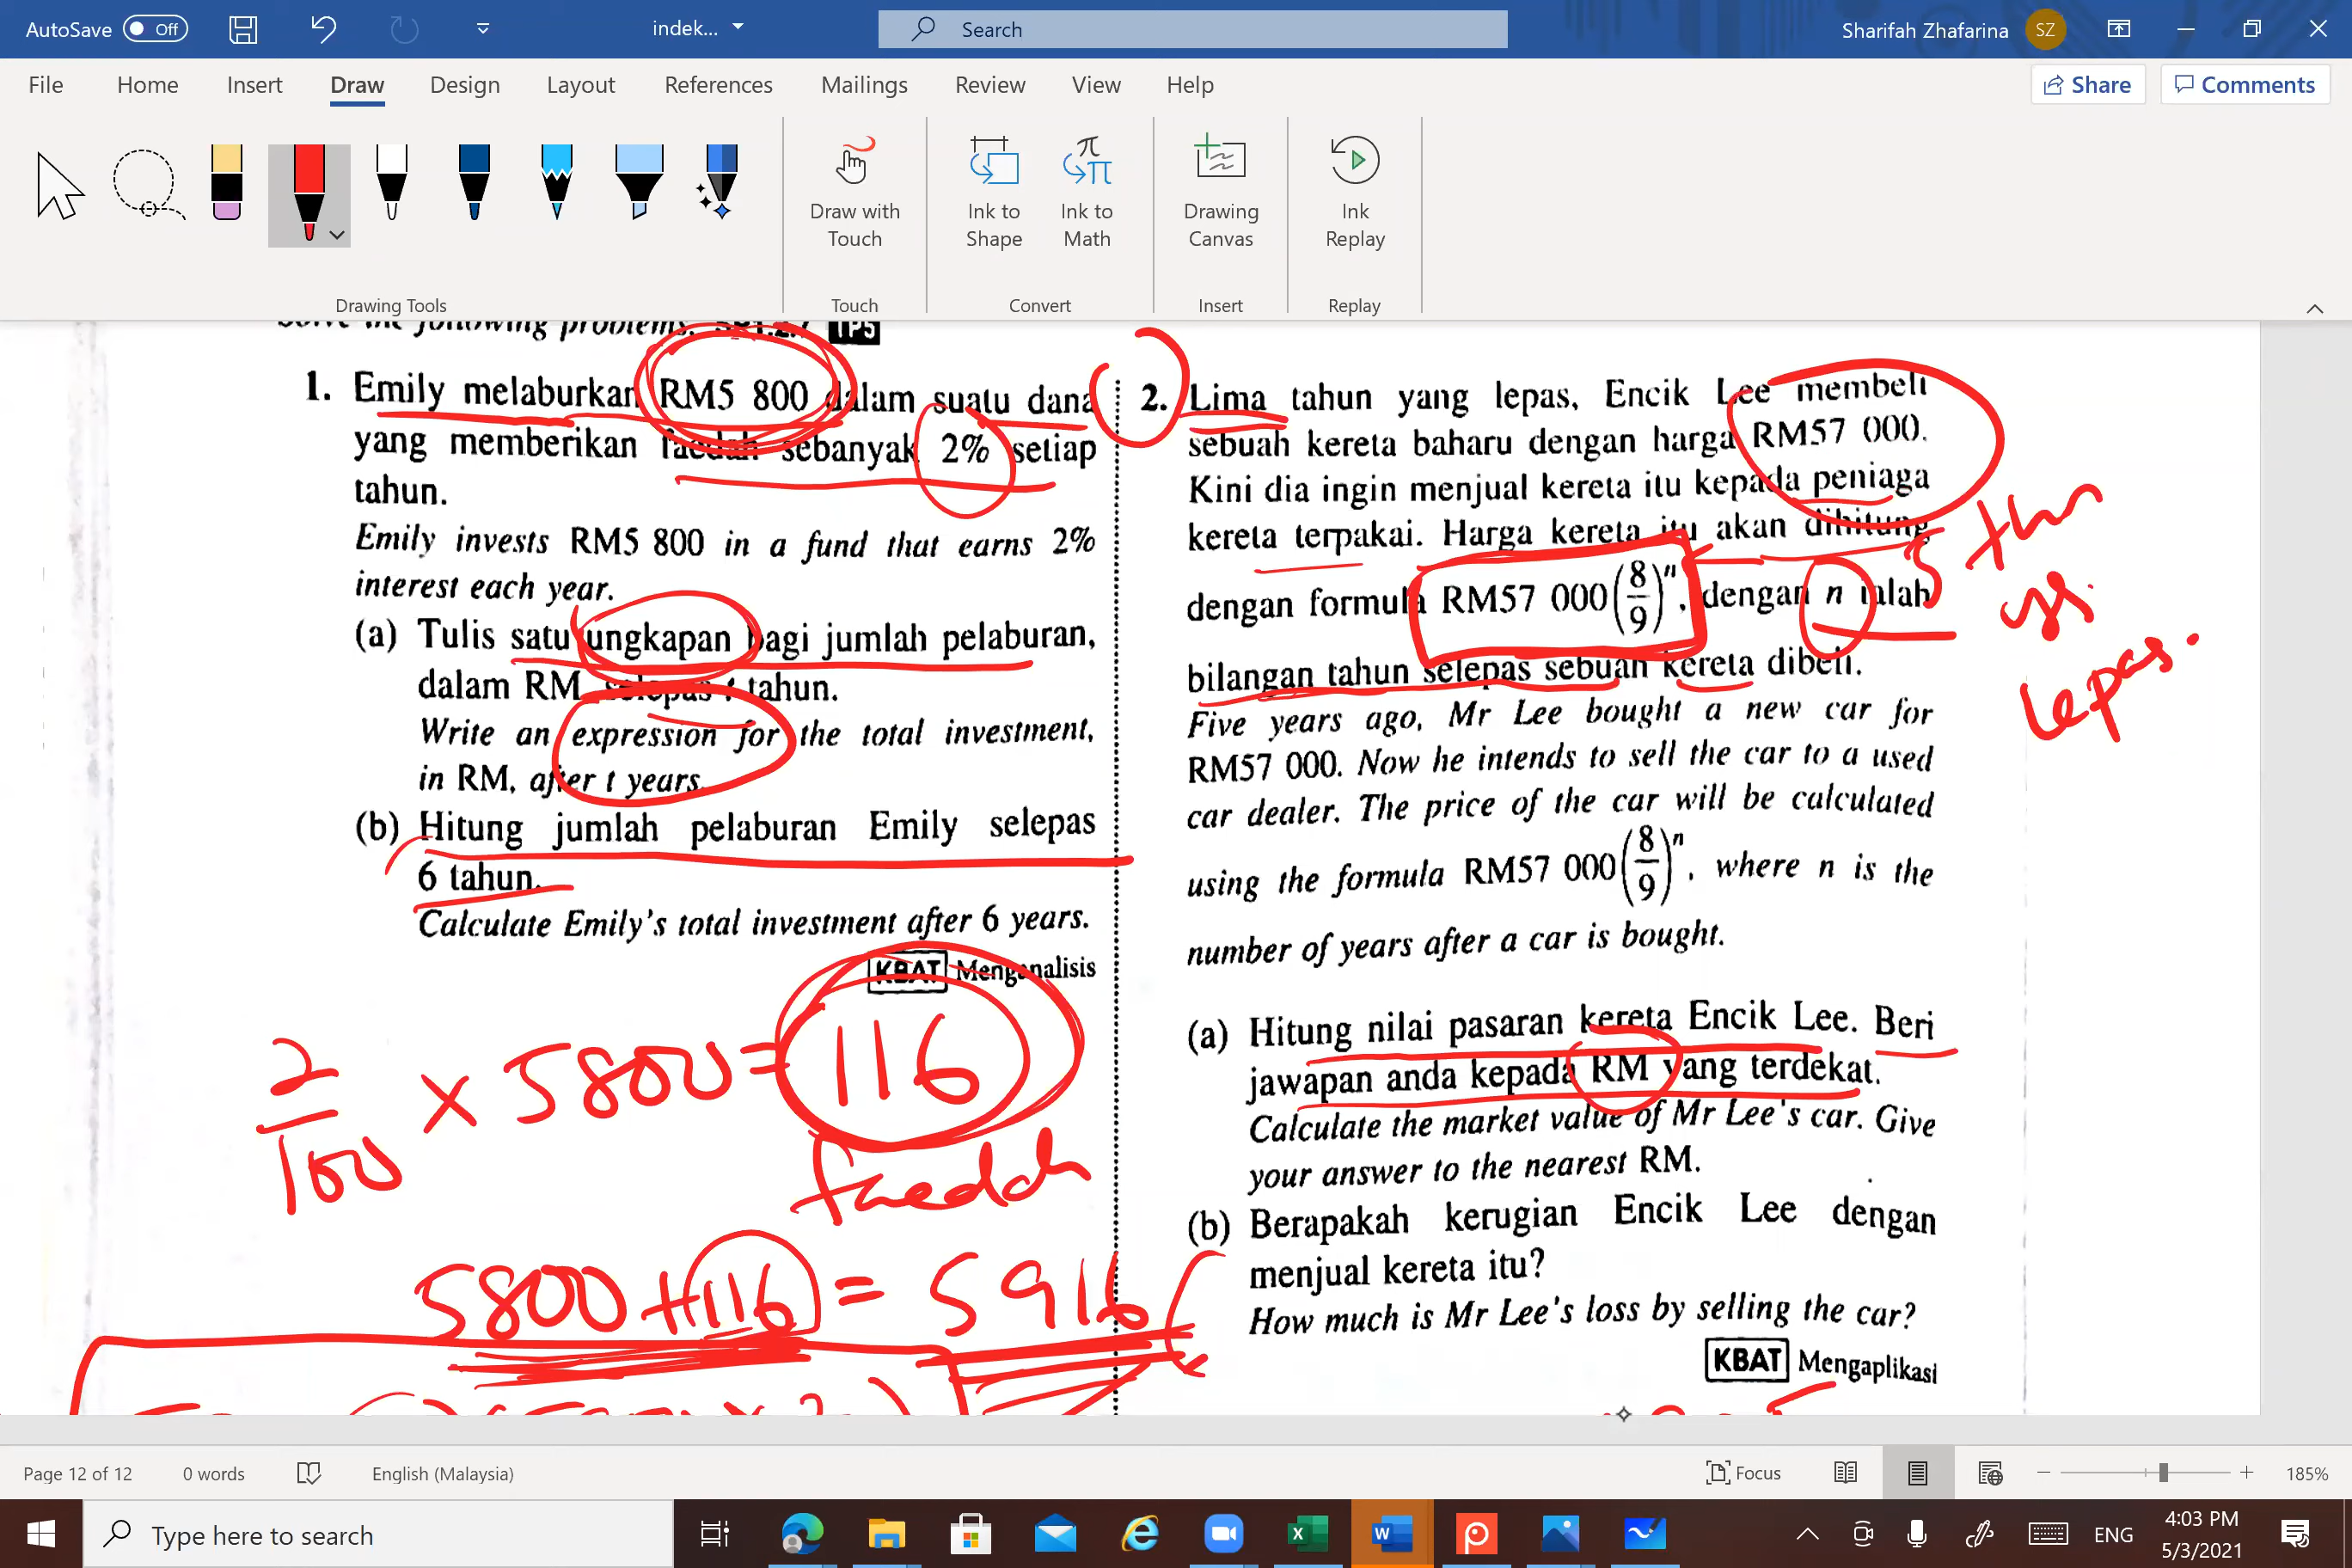 AutoSave Off indek... Search Sharifah Zhafarina SZ
File Home Insert Draw Design Layout References Mailings Review View Help Share Comments
Draw with Touch
Ink to Shape
Ink to Math
Drawing Canvas
Ink Replay
Drawing Tools Touch Convert Insert Replay
Solve the following problems. SP1.2.7 TP5
1. Emily melaburkan RM5 800 dalam suatu dana
yang memberikan faedah sebanyak 2% setiap
tahun.
Emily invests RM5 800 in a fund that earns 2%
interest each year.
(a) Tulis satu ungkapan bagi jumlah pelaburan,
dalam RM, selepas t tahun.
Write an expression for the total investment,
in RM, after t years.
(b) Hitung jumlah pelaburan Emily selepas
6 tahun.
Calculate Emily's total investment after 6 years.
KBAT Menganalisis
2/100 × 5800 = 116
faedah
5800 + 116 = 5916
2. Lima tahun yang lepas, Encik Lee membeli
sebuah kereta baharu dengan harga RM57 000.
Kini dia ingin menjual kereta itu kepada peniaga
kereta terpakai. Harga kereta itu akan dihitung
dengan formula RM57 000(8/9)ⁿ, dengan n ialah
bilangan tahun selepas sebuah kereta dibeli.
5 thn
yg
lepas.
Five years ago, Mr Lee bought a new car for
RM57 000. Now he intends to sell the car to a used
car dealer. The price of the car will be calculated
using the formula RM57 000(8/9)ⁿ, where n is the
number of years after a car is bought.
(a) Hitung nilai pasaran kereta Encik Lee. Beri
jawapan anda kepada RM yang terdekat.
Calculate the market value of Mr Lee's car. Give
your answer to the nearest RM.
(b) Berapakah kerugian Encik Lee dengan
menjual kereta itu?
How much is Mr Lee's loss by selling the car?
KBAT Mengaplikasi
Page 12 of 12 0 words English (Malaysia) Focus 185%
Type here to search ENG 4:03 PM
5/3/2021